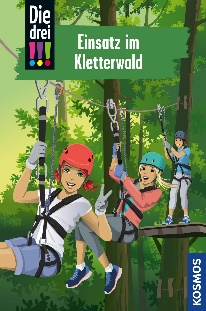 Die
drei
!!!
Einsatz im
Kletterwald
KOSMOS